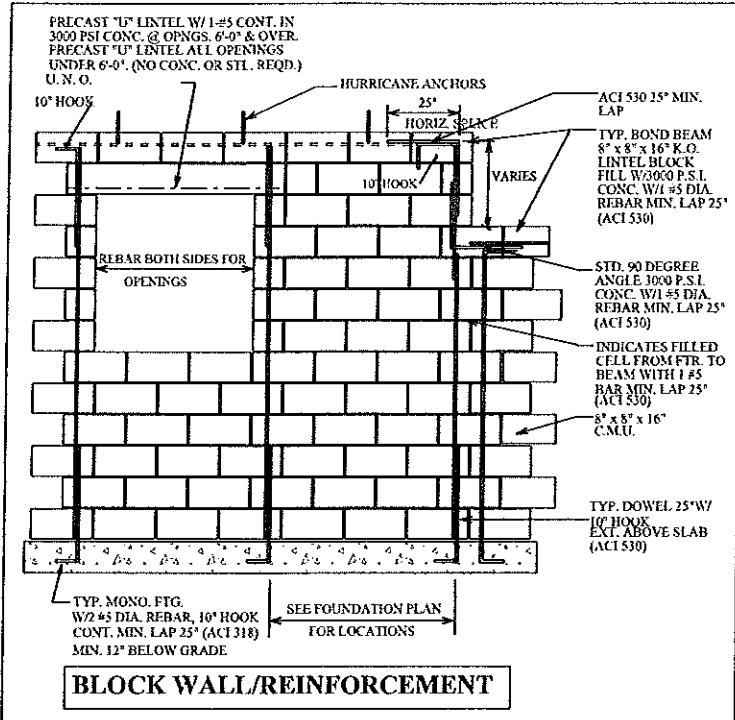 PRECAST "U" LINTEL W/ 1-#5 CONT. IN
3000 PSI CONC. @ OPNGS. 6'-0" & OVER.
PRECAST "U" LINTEL ALL OPENINGS
UNDER 6'-0". (NO CONC. OR STL. REQD.)
U. N. O.
10" HOOK
HURRICANE ANCHORS
25"
HORIZ. SPLICE
10" HOOK
ACI 530 25" MIN.
LAP
TYP. BOND BEAM
8" x 8" x 16" K.O.
LINTEL BLOCK
FILL W/3000 P.S.I.
CONC. W/1 #5 DIA.
REBAR MIN. LAP 25"
(ACI 530)
VARIES
REBAR BOTH SIDES FOR
OPENINGS
STD. 90 DEGREE
ANGLE 3000 P.S.I.
CONC. W/1 #5 DIA.
REBAR MIN. LAP 25"
(ACI 530)
INDICATES FILLED
CELL FROM FTR. TO
BEAM WITH 1 #5
BAR MIN. LAP 25"
(ACI 530)
8" x 8" x 16"
C.M.U.
TYP. DOWEL 25"W/
10" HOOK
EXT. ABOVE SLAB
(ACI 530)
TYP. MONO. FTG.
W/2 #5 DIA. REBAR, 10" HOOK
CONT. MIN. LAP 25" (ACI 318)
MIN. 12" BELOW GRADE
SEE FOUNDATION PLAN
FOR LOCATIONS
BLOCK WALL/REINFORCEMENT